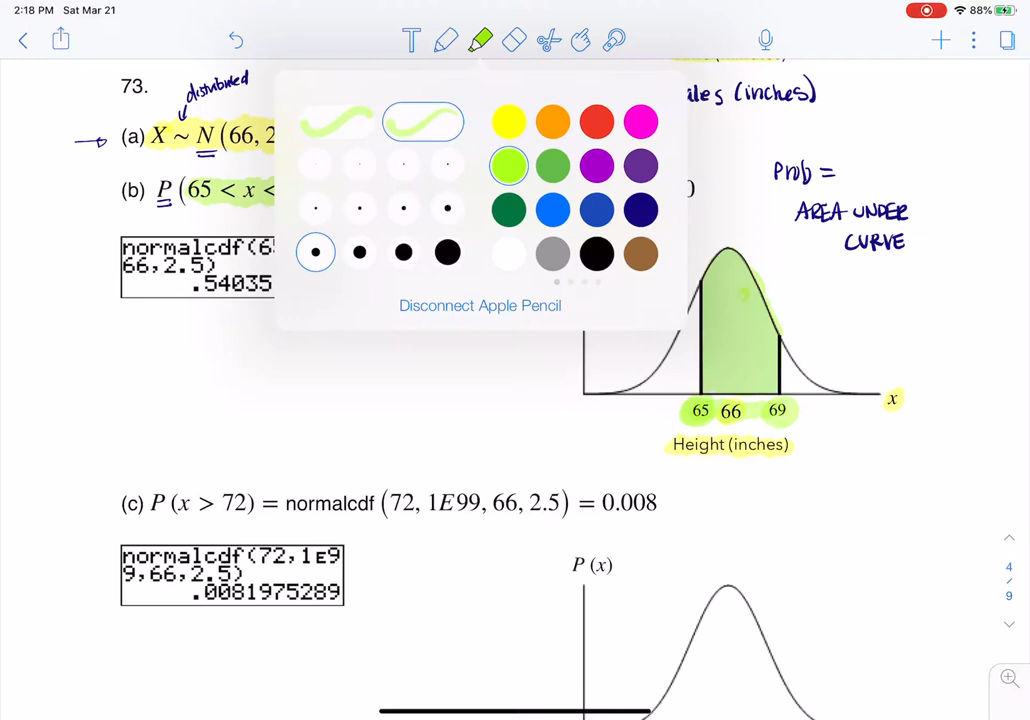 2:18 PM Sat Mar 21
88%
T
73.
distributed
ales (inches)
(a) X ~ N (66, 2
(b) P (65 < x <
Prob =
AREA UNDER
CURVE
normalcdf(6
66,2.5)
.54035
Disconnect Apple Pencil
65 66 69
x
Height (inches)
(c) P (x > 72) = normalcdf (72, 1E99, 66, 2.5) = 0.008
normalcdf(72,1E9
9,66,2.5)
.0081975289
P (x)
4
/
9